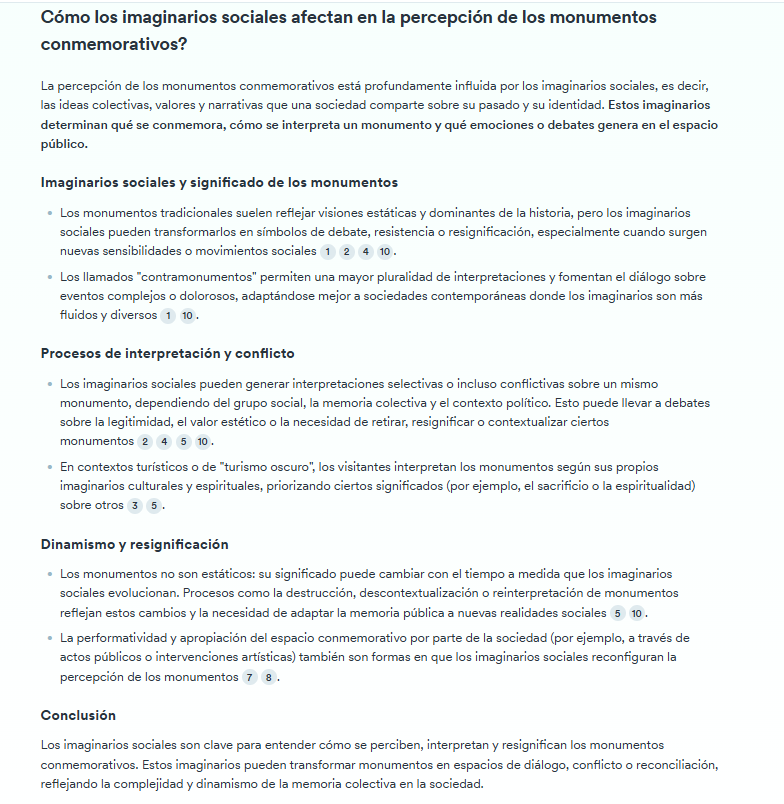 Cómo los imaginarios sociales afectan en la percepción de los monumentos
conmemorativos?
La percepción de los monumentos conmemorativos está profundamente influida por los imaginarios sociales, es decir,
las ideas colectivas, valores y narrativas que una sociedad comparte sobre su pasado y su identidad. Estos imaginarios
determinan qué se conmemora, cómo se interpreta un monumento y qué emociones o debates genera en el espacio
público.
Imaginarios sociales y significado de los monumentos
• Los monumentos tradicionales suelen reflejar visiones estáticas y dominantes de la historia, pero los imaginarios
sociales pueden transformarlos en símbolos de debate, resistencia o resignificación, especialmente cuando surgen
nuevas sensibilidades o movimientos sociales 1 2 4 10 .
• Los llamados "contramonumentos" permiten una mayor pluralidad de interpretaciones y fomentan el diálogo sobre
eventos complejos o dolorosos, adaptándose mejor a sociedades contemporáneas donde los imaginarios son más
fluidos y diversos 1 10 .
Procesos de interpretación y conflicto
• Los imaginarios sociales pueden generar interpretaciones selectivas o incluso conflictivas sobre un mismo
monumento, dependiendo del grupo social, la memoria colectiva y el contexto político. Esto puede llevar a debates
sobre la legitimidad, el valor estético o la necesidad de retirar, resignificar o contextualizar ciertos
monumentos 2 4 5 10 .
• En contextos turísticos o de "turismo oscuro", los visitantes interpretan los monumentos según sus propios
imaginarios culturales y espirituales, priorizando ciertos significados (por ejemplo, el sacrificio o la espiritualidad)
sobre otros 3 5 .
Dinamismo y resignificación
• Los monumentos no son estáticos: su significado puede cambiar con el tiempo a medida que los imaginarios
sociales evolucionan. Procesos como la destrucción, descontextualización o reinterpretación de monumentos
reflejan estos cambios y la necesidad de adaptar la memoria pública a nuevas realidades sociales 5 10 .
• La performatividad y apropiación del espacio conmemorativo por parte de la sociedad (por ejemplo, a través de
actos públicos o intervenciones artísticas) también son formas en que los imaginarios sociales reconfiguran la
percepción de los monumentos 7 8 .
Conclusión
Los imaginarios sociales son clave para entender cómo se perciben, interpretan y resignifican los monumentos
conmemorativos. Estos imaginarios pueden transformar monumentos en espacios de diálogo, conflicto o reconciliación,
reflejando la complejidad y dinamismo de la memoria colectiva en la sociedad.